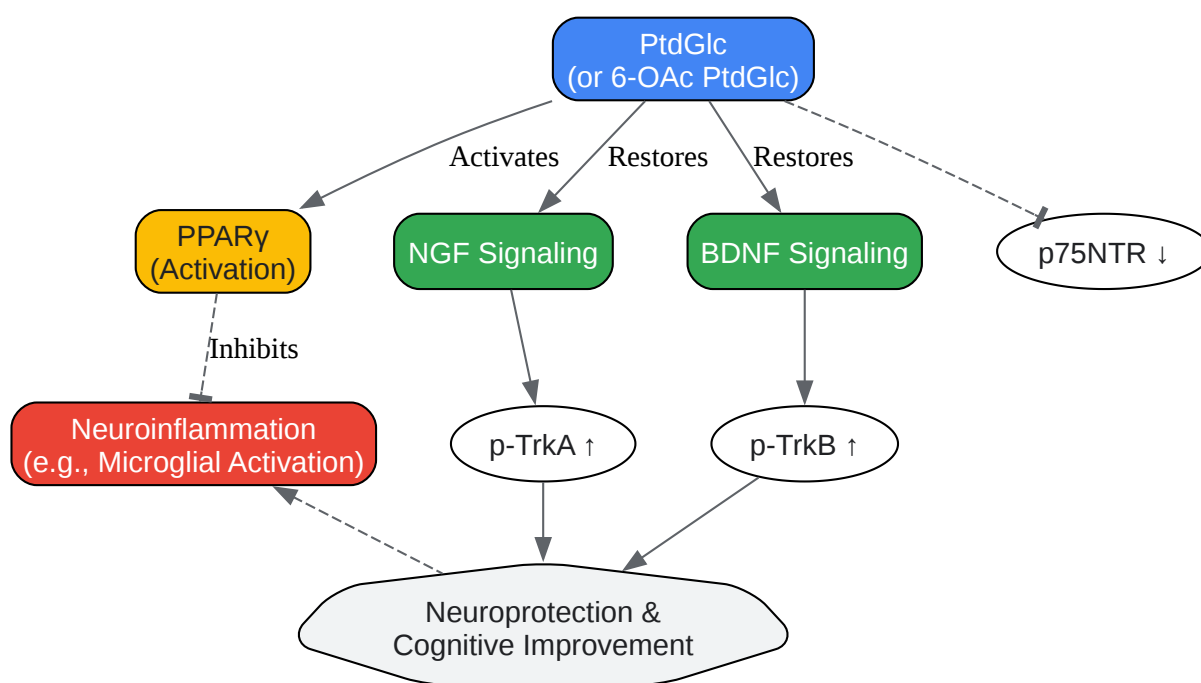 PtdGlc
(or 6-OAc PtdGlc)
Activates
Restores
Restores
PPARγ
(Activation)
NGF Signaling
BDNF Signaling
p75NTR ↓
Inhibits
Neuroinflammation
(e.g., Microglial Activation)
p-TrkA ↑
p-TrkB ↑
Neuroprotection &
Cognitive Improvement